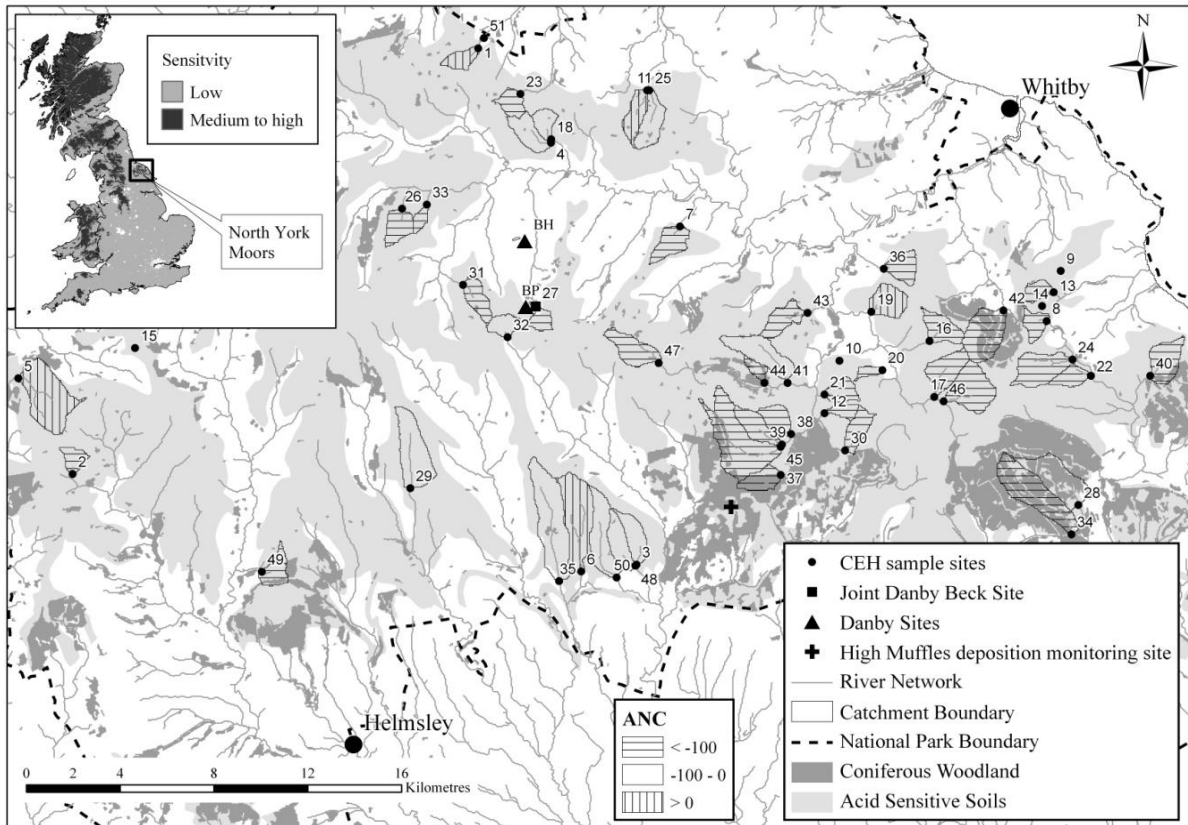 Sensitvity
Low
Medium to high
North York
Moors
N
Whitby
51
1
23
11 25
18
4
26
33
7
BH
9
36
31
BP
27
13
14
19
42
43
8
32
16
15
10
24
47
20
5
22
40
44
41
21
17
46
12
38
39
30
2
45
29
37
28
34
3
49
6
50
35
48
Helmsley
0
4
8
12
16
Kilometres
ANC
< -100
-100 - 0
> 0
CEH sample sites
Joint Danby Beck Site
Danby Sites
High Muffles deposition monitoring site
River Network
Catchment Boundary
National Park Boundary
Coniferous Woodland
Acid Sensitive Soils